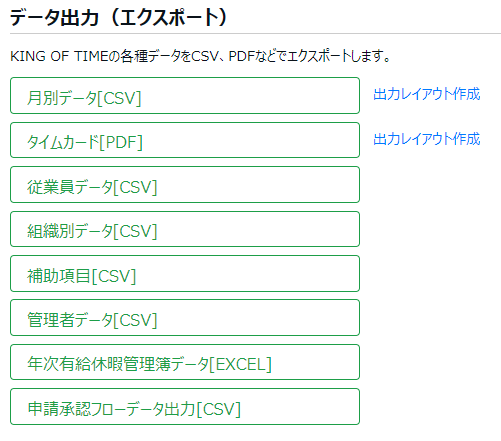 データ出力（エクスポート）
KING OF TIMEの各種データをCSV、PDFなどでエクスポートします。
月別データ[CSV] 出力レイアウト作成
タイムカード[PDF] 出力レイアウト作成
従業員データ[CSV]
組織別データ[CSV]
補助項目[CSV]
管理者データ[CSV]
年次有給休暇管理簿データ[EXCEL]
申請承認フローデータ出力[CSV]